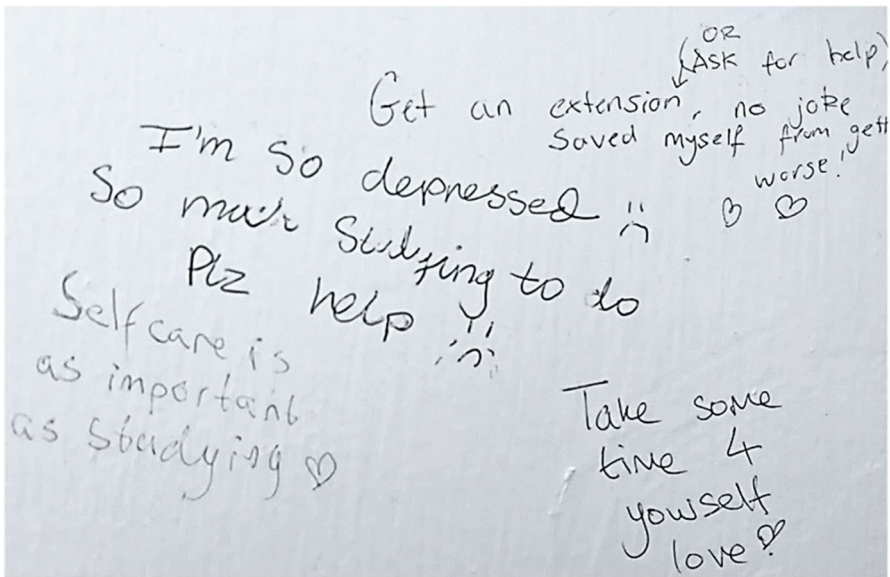 I'm so depressed
So much studying to do
Plz help
Get an extension, no joke
(OR
Ask for help)
Saved myself from gett
worse!
Self care is
as important
as studying
Take some
time 4
yourself
love